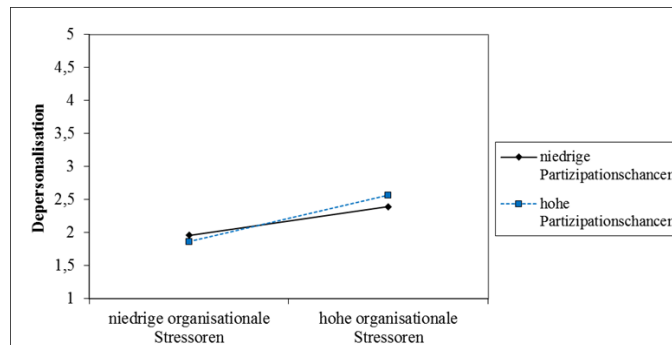 5
4,5
4
3,5
3
2,5
2
1,5
1
Depersonalisation
niedrige organisationale
Stressoren
hohe organisationale
Stressoren
niedrige
Partizipationschancen
hohe
Partizipationschancen